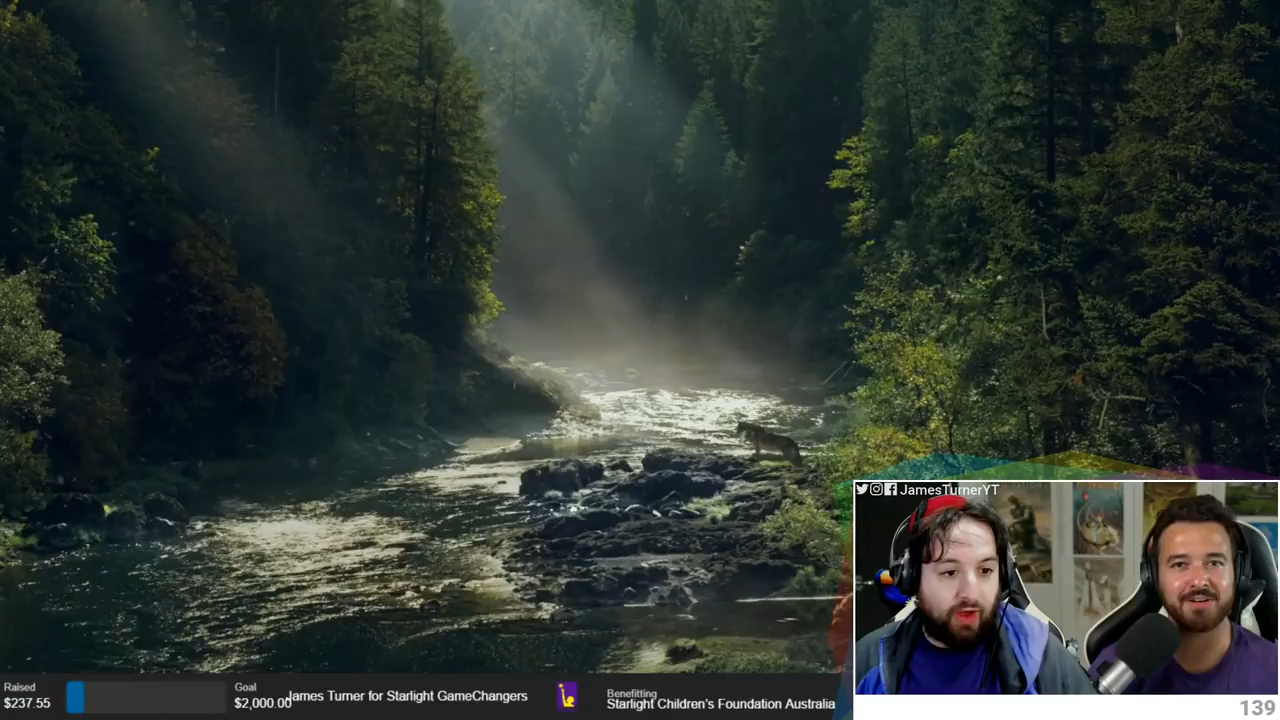 JamesTurnerYT
Raised
$237.55
Goal
$2,000.00
James Turner for Starlight GameChangers
Benefitting
Starlight Children's Foundation Australia
139